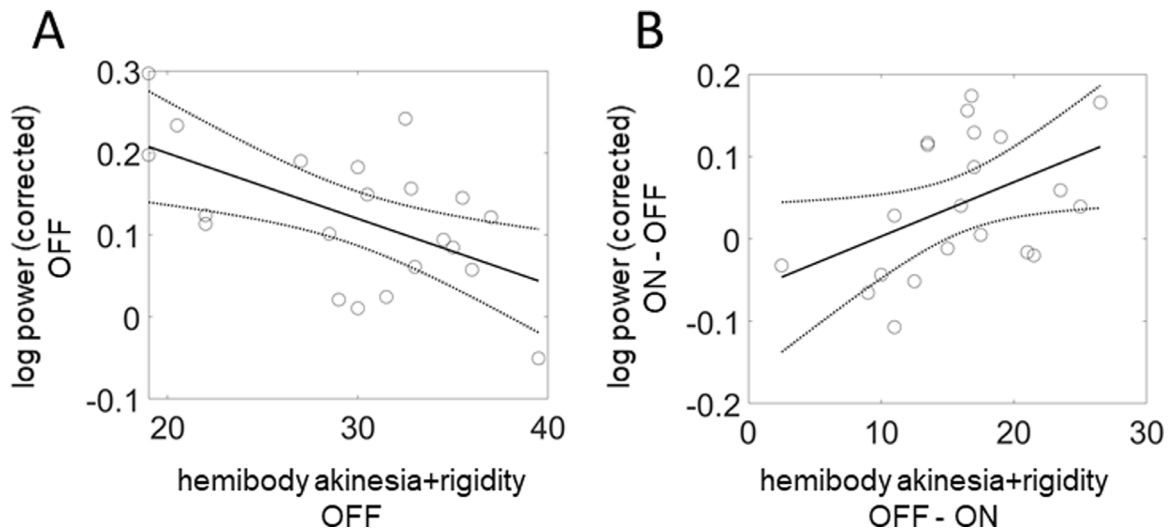 A
log power (corrected)
OFF
0.3
0.2
0.1
0
-0.1
20
30
40
hemibody akinesia+rigidity
OFF
B
log power (corrected)
ON - OFF
0.2
0.1
0
-0.1
-0.2
0
10
20
30
hemibody akinesia+rigidity
OFF - ON